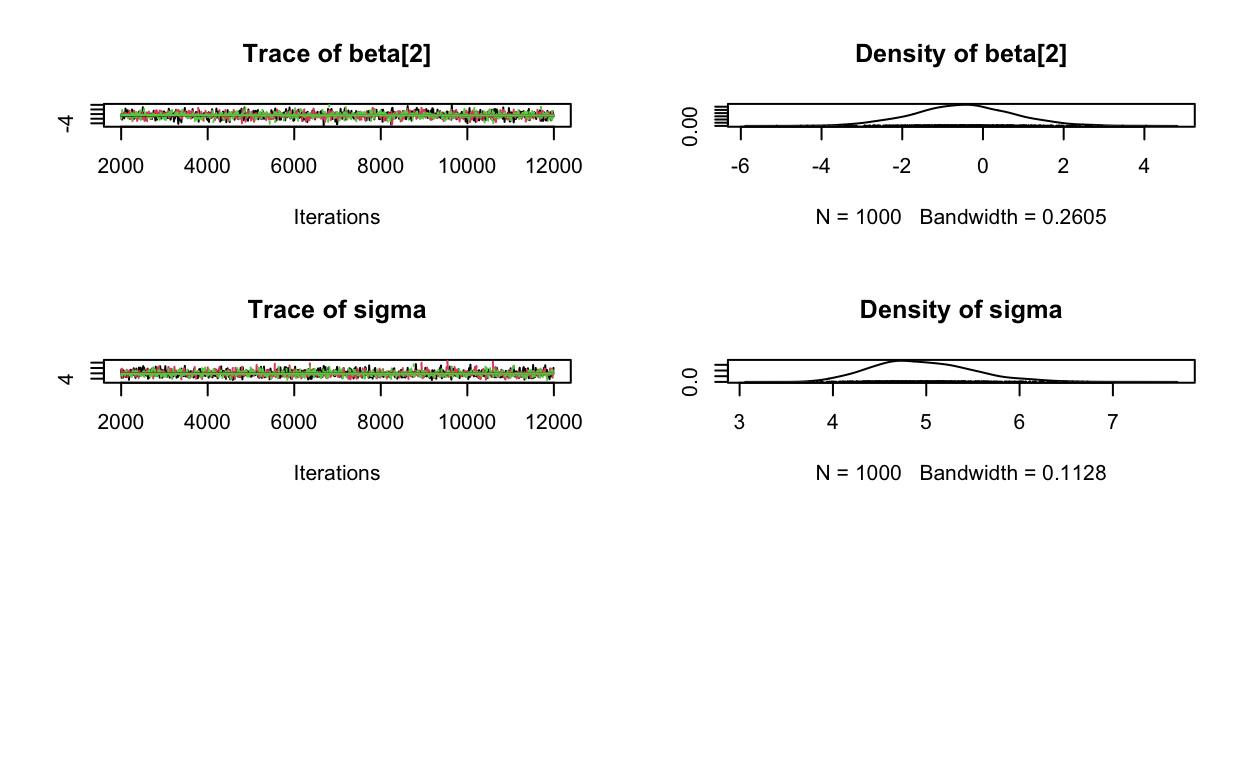 Trace of beta[2]
-4
2000 4000 6000 8000 10000 12000
Iterations
Density of beta[2]
0.00
-6 -4 -2 0 2 4
N = 1000 Bandwidth = 0.2605
Trace of sigma
4
2000 4000 6000 8000 10000 12000
Iterations
Density of sigma
0.0
3 4 5 6 7
N = 1000 Bandwidth = 0.1128